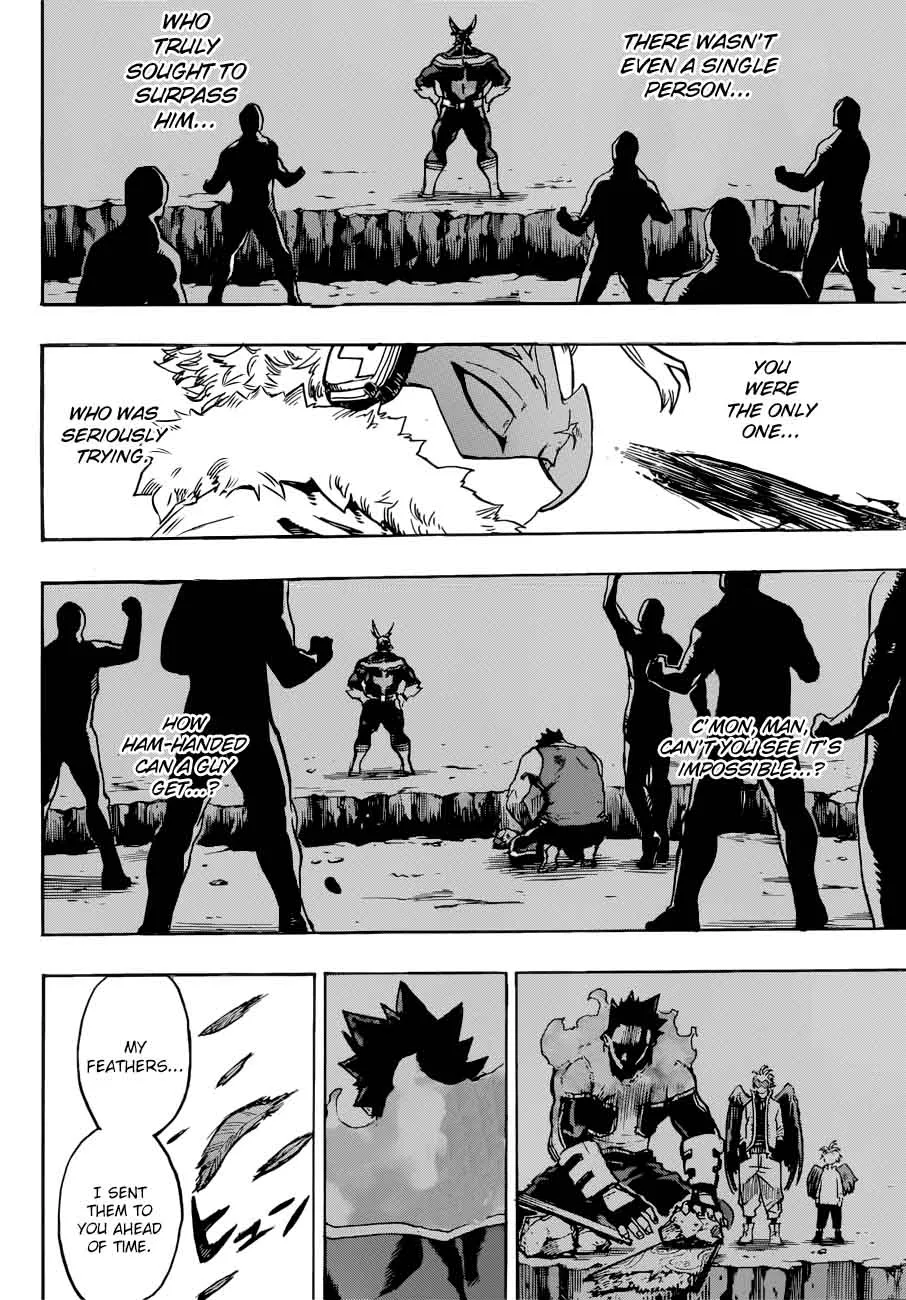 THERE WASN'T
EVEN A SINGLE
PERSON...
WHO
TRULY
SOUGHT TO
SURPASS
HIM...
YOU
WERE
THE ONLY
ONE...
WHO WAS
SERIOUSLY
TRYING.
C'MON, MAN,
CAN'T YOU SEE IT'S
IMPOSSIBLE...?
HOW
HAM-HANDED
CAN A GUY
GET...?
MY
FEATHERS...
I SENT
THEM TO
YOU AHEAD
OF TIME.